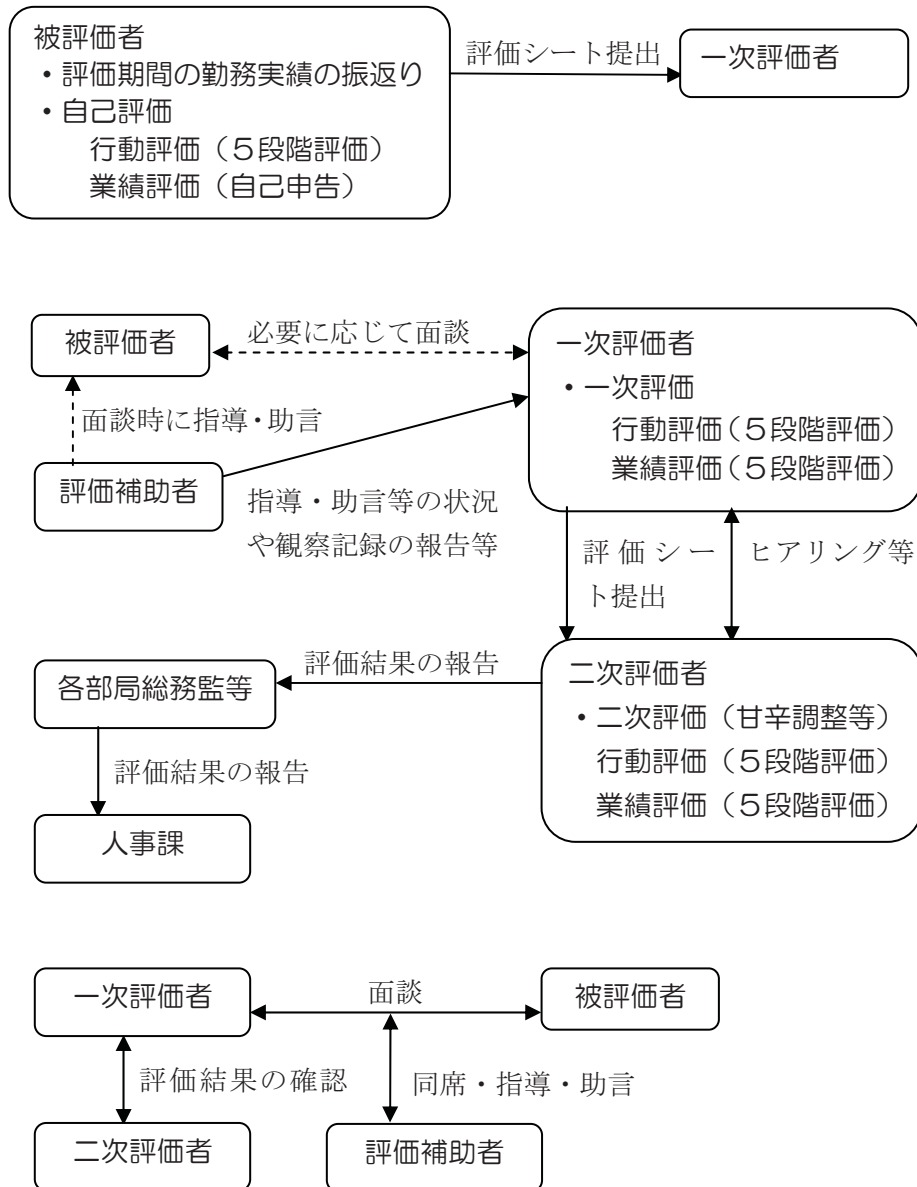 被評価者
・評価期間の勤務実績の振返り
・自己評価
行動評価（５段階評価）
業績評価（自己申告）
評価シート提出
一次評価者
被評価者
必要に応じて面談
一次評価者
・一次評価
行動評価（５段階評価）
業績評価（５段階評価）
面談時に指導・助言
評価補助者
指導・助言等の状況
や観察記録の報告等
評価シー
ト提出
ヒアリング等
評価結果の報告
各部局総務監等
二次評価者
・二次評価（甘辛調整等）
行動評価（５段階評価）
業績評価（５段階評価）
評価結果の報告
人事課
一次評価者
面談
被評価者
評価結果の確認
同席・指導・助言
二次評価者
評価補助者